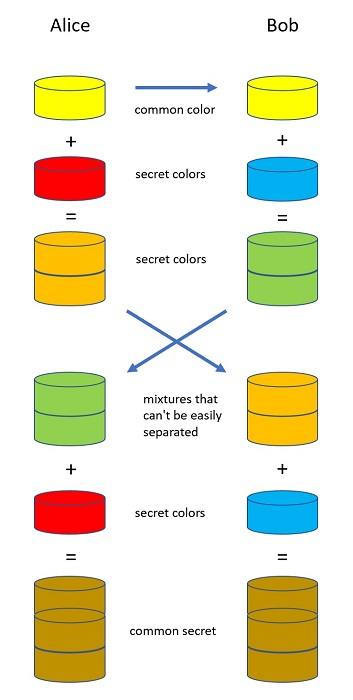 Alice
Bob
common color
+
+
secret colors
=
=
secret colors
mixtures that
can't be easily
separated
+
+
secret colors
=
=
common secret